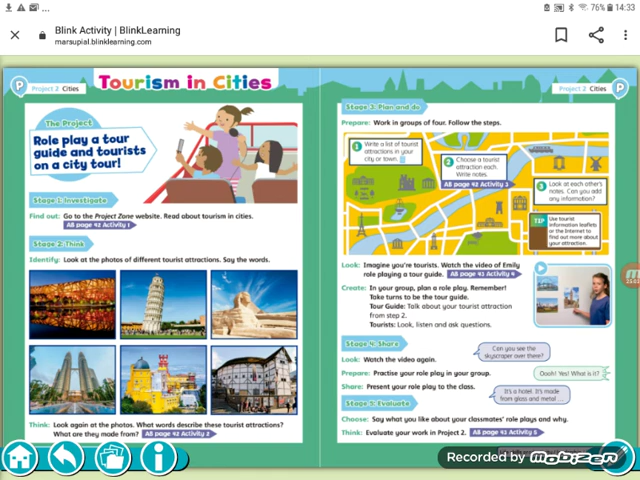 76% 14:33
Blink Activity | BlinkLearning
marsupial.blinklearning.com
P
Project 2 Cities
Tourism in Cities
The Project
Role play a tour
guide and tourists
on a city tour!
Stage 1: Investigate
Find out: Go to the Project Zone website. Read about tourism in cities.
AB page 42 Activity 1
Stage 2: Think
Identify: Look at the photos of different tourist attractions. Say the words.
Think: Look again at the photos. What words describe these tourist attractions?
What are they made from? AB page 42 Activity 2
Project 2 Cities
P
Stage 3: Plan and do
Prepare: Work in groups of four. Follow the steps.
1 Write a list of tourist
attractions in your
city or town.
2 Choose a tourist
attraction each.
Write notes.
AB page 42 Activity 3
3 Look at each other's
notes. Can you add
any information?
TIP Use tourist
information leaflets
or the Internet to
find out more about
your attraction.
Look: Imagine you're tourists. Watch the video of Emily
role playing a tour guide. AB page 43 Activity 4
Create: In your group, plan a role play. Remember!
Take turns to be the tour guide.
Tour Guide: Talk about your tourist attraction
from step 2.
Tourists: Look, listen and ask questions.
Stage 4: Share
Look: Watch the video again.
Prepare: Practise your role play in your group.
Share: Present your role play to the class.
Can you see the
skyscraper over there?
Oooh! Yes! What is it?
It's a hotel. It's made
from glass and metal ...
Stage 5: Evaluate
Choose: Say what you like about your classmates' role plays and why.
Think: Evaluate your work in Project 2. AB page 43 Activity 5
Recorded by mobizen